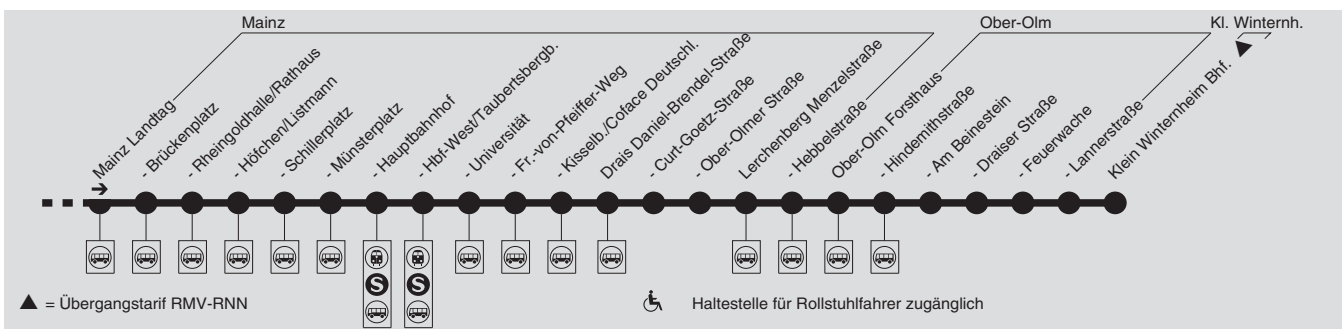 Mainz
Ober-Olm
Kl. Winternh.
Mainz Landtag
- Brückenplatz
- Rheingoldhalle/Rathaus
- Höfchen/Listmann
- Schillerplatz
- Münsterplatz
- Hauptbahnhof
- Hbf-West/Taubertsbergb.
- Universität
- Fr.-von-Pfeiffer-Weg
- Kisselb./Coface Deutschl.
Drais Daniel-Brendel-Straße
- Curt-Goetz-Straße
- Ober-Olmer Straße
Lerchenberg Menzelstraße
- Hebbelstraße
Ober-Olm Forsthaus
- Hindemithstraße
- Am Beinestein
- Draiser Straße
- Feuerwache
- Lannerstraße
Klein Winternheim Bhf.
S
S
▲ = Übergangstarif RMV-RNN
Haltestelle für Rollstuhlfahrer zugänglich